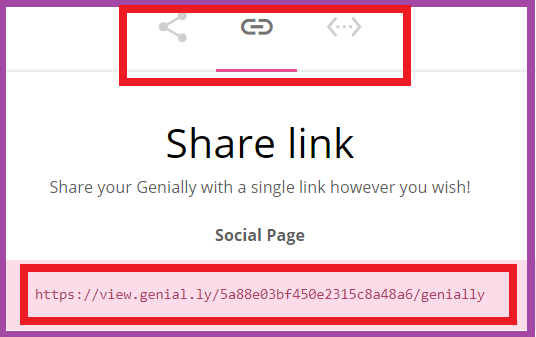 Share link
Share your Genially with a single link however you wish!
Social Page
https://view.genial.ly/5a88e03bf450e2315c8a48a6/genially